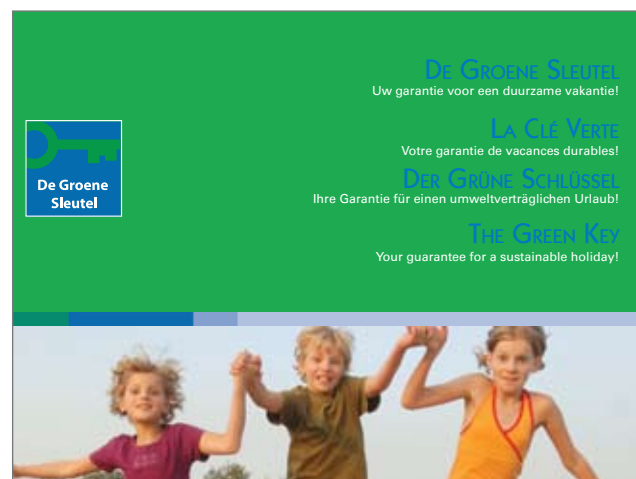 De Groene Sleutel
Uw garantie voor een duurzame vakantie!
La Clé Verte
Votre garantie de vacances durables!
Der Grüne Schlüssel
Ihre Garantie für einen umweltverträglichen Urlaub!
The Green Key
Your guarantee for a sustainable holiday!
De Groene
Sleutel